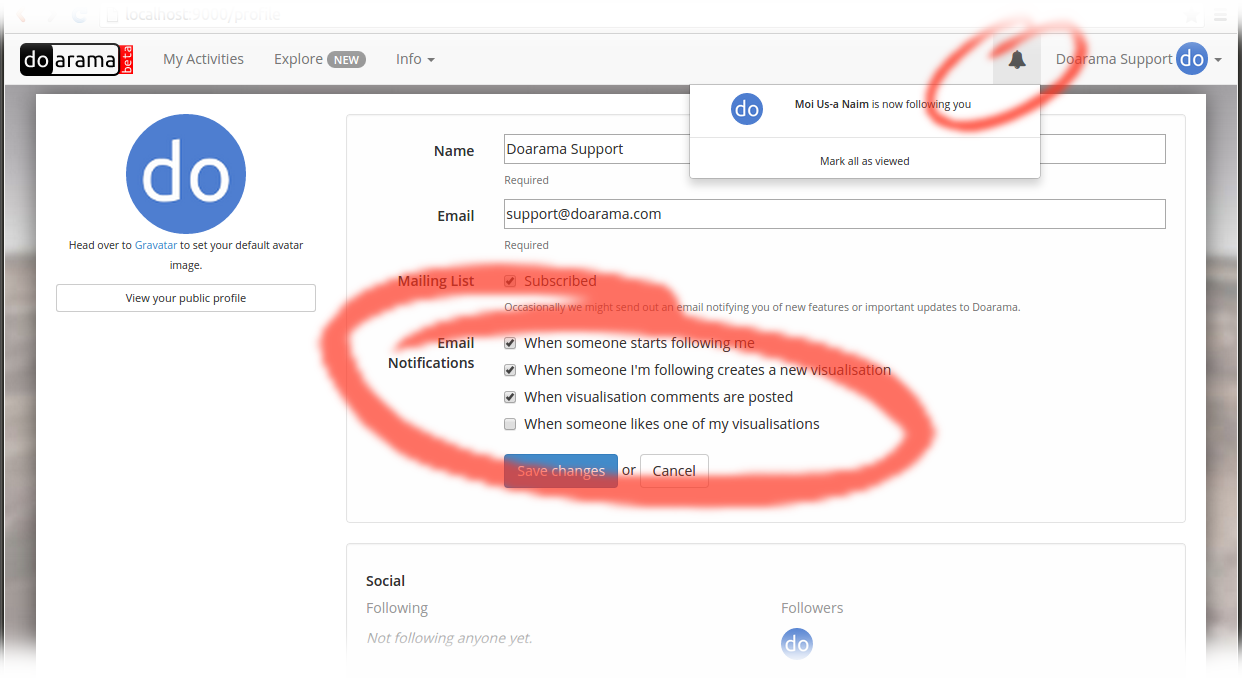 localhost:9000/profile
doarama beta
My Activities Explore NEW Info Doarama Support do
do
Moi Us-a Naim is now following you
Mark all as viewed
do
Head over to Gravatar to set your default avatar
image.
View your public profile
Name Doarama Support
Required
Email support@doarama.com
Required
Mailing List Subscribed
Occasionally we might send out an email notifying you of new features or important updates to Doarama.
Email
Notifications
When someone starts following me
When someone I'm following creates a new visualisation
When visualisation comments are posted
When someone likes one of my visualisations
Save changes or Cancel
Social
Following Followers
Not following anyone yet.
do